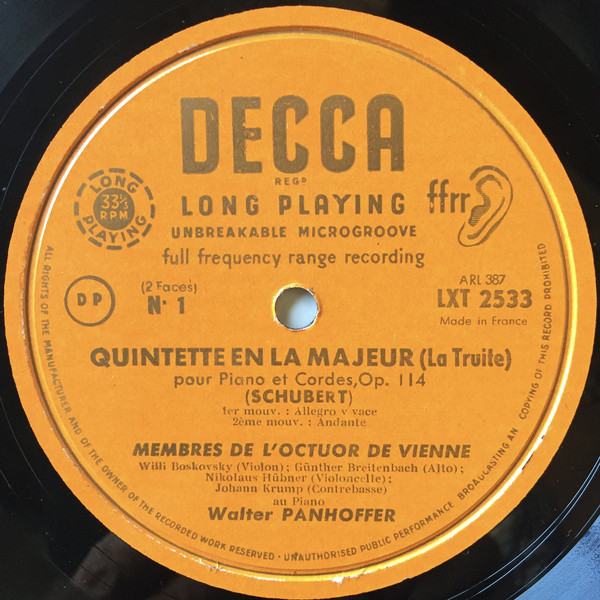 DECCA
REGD
LONG PLAYING
UNBREAKABLE MICROGROOVE
full frequency range recording
LONG PLAYING
33⅓ RPM
ffrr
DP
(2 Faces)
N° 1
ARL 387
LXT 2533
Made in France
QUINTETTE EN LA MAJEUR (La Truite)
pour Piano et Cordes, Op. 114
(SCHUBERT)
1er mouv. : Allegro v vace
2ème mouv. : Andante
MEMBRES DE L'OCTUOR DE VIENNE
Willi Boskovsky (Violon) ; Günther Breitenbach (Alto) ;
Nikolaus Hübner (Violoncelle) ;
Johann Krump (Contrebasse)
au Piano
Walter PANHOFFER
ALL RIGHTS OF THE MANUFACTURER AND OF THE OWNER OF THE RECORDED WORK RESERVED · UNAUTHORISED PUBLIC PERFORMANCE BROADCASTING AN COPYING OF THIS RECORD PROHIBITED